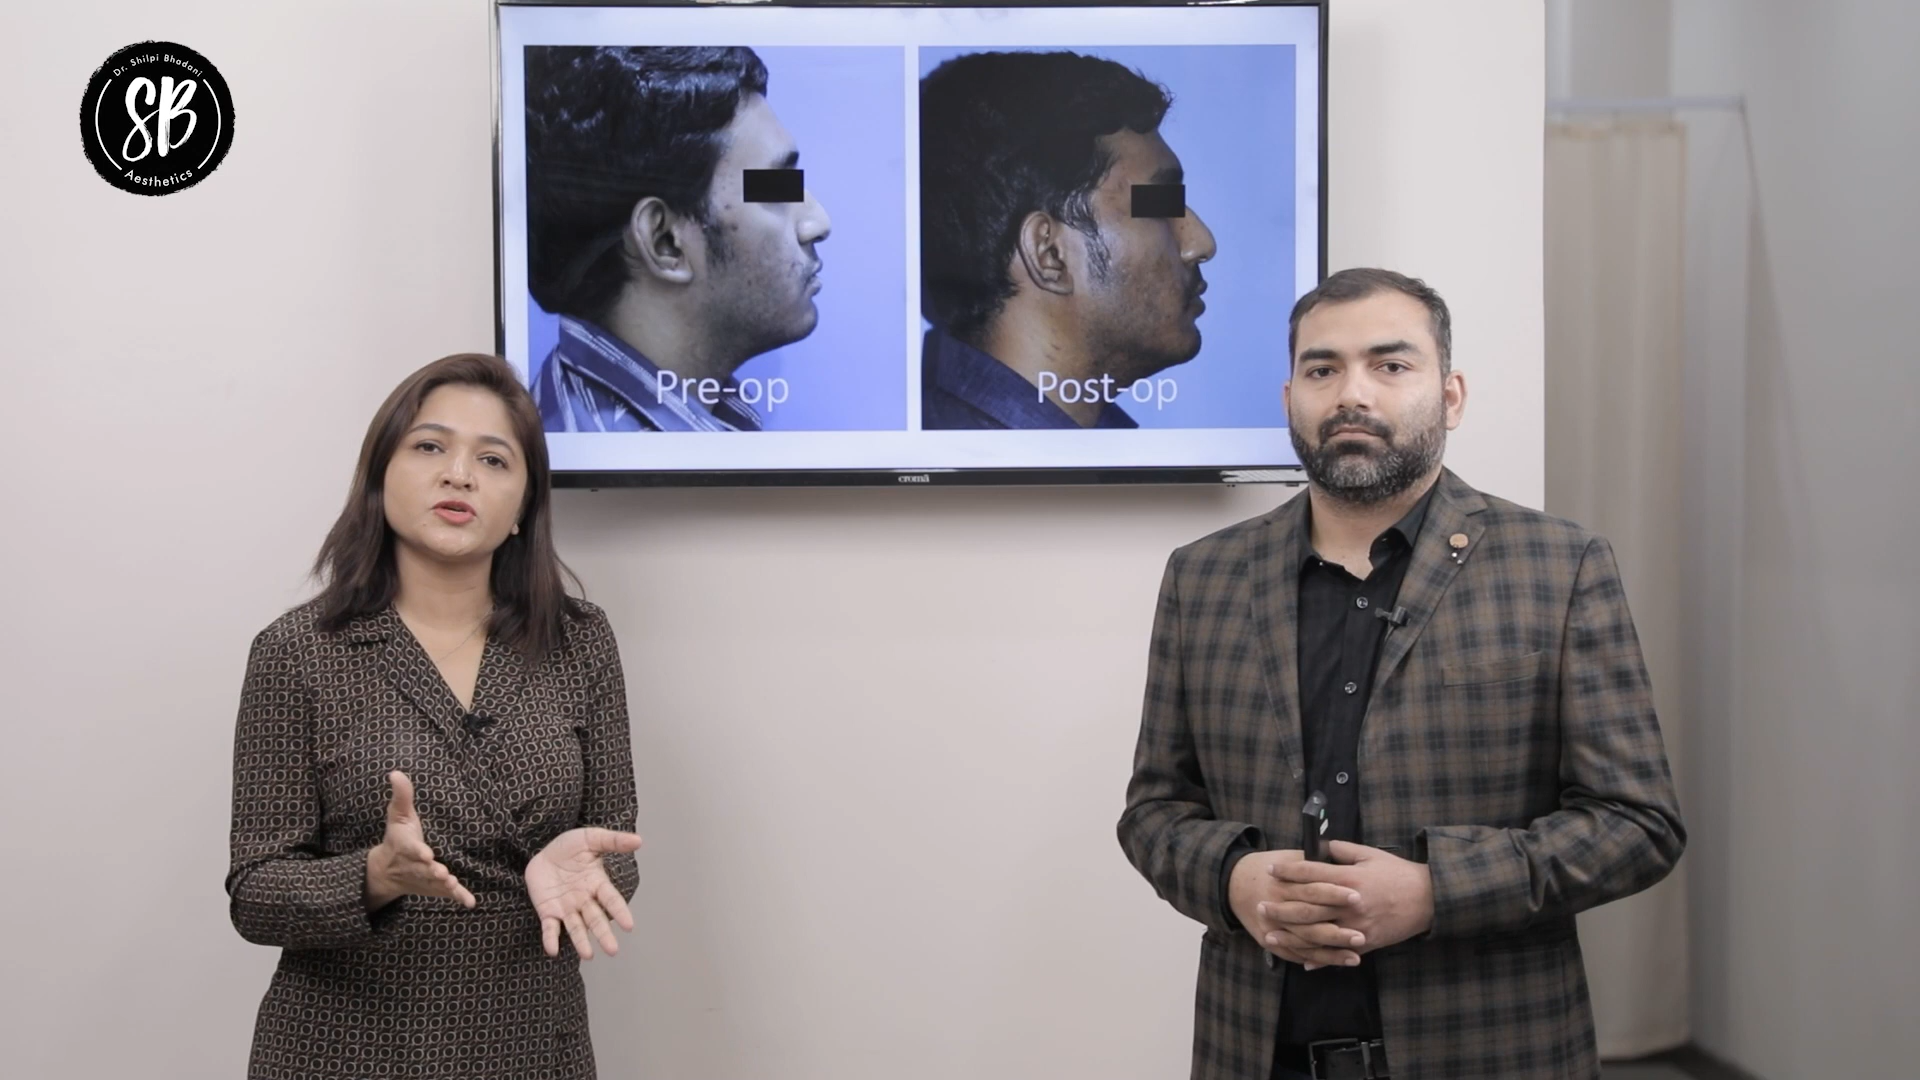 Dr. Shilpi Bhadani
SB
Aesthetics
Pre-op
Post-op
croma